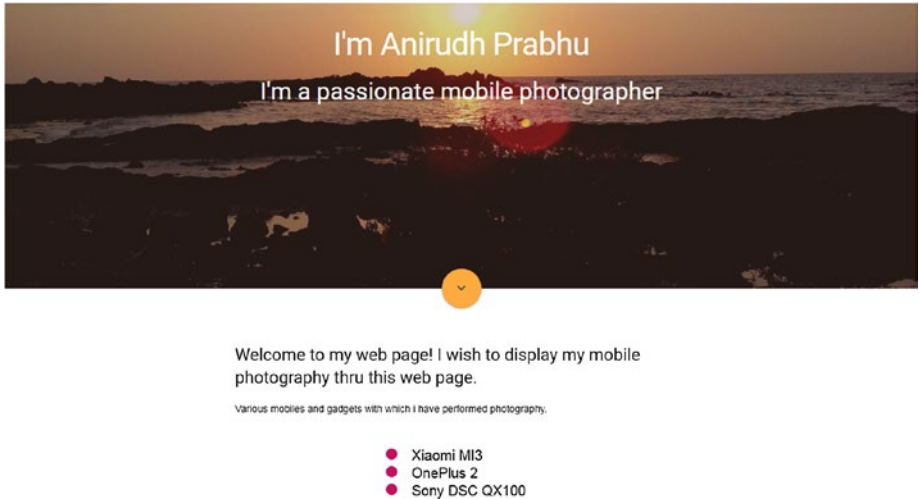 I'm Anirudh Prabhu
I'm a passionate mobile photographer
Welcome to my web page! I wish to display my mobile
photography thru this web page.
Various mobiles and gadgets with which I have performed photography.
Xiaomi MI3
OnePlus 2
Sony DSC QX100